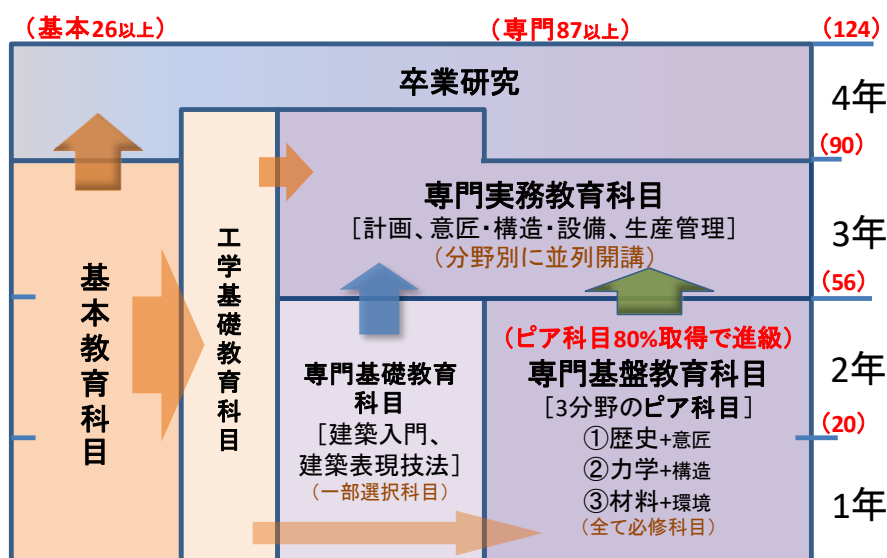 （基本26以上）
（専門87以上）
（124）
卒業研究
4年
（90）
専門実務教育科目
［計画、意匠・構造・設備、生産管理］
（分野別に並列開講）
3年
（56）
基本教育科目
工学基礎教育科目
専門基礎教育
科目
［建築入門、
建築表現技法］
（一部選択科目）
（ピア科目80%取得で進級）
専門基盤教育科目
［3分野のピア科目］
①歴史+意匠
②力学+構造
③材料+環境
（全て必修科目）
2年
（20）
1年